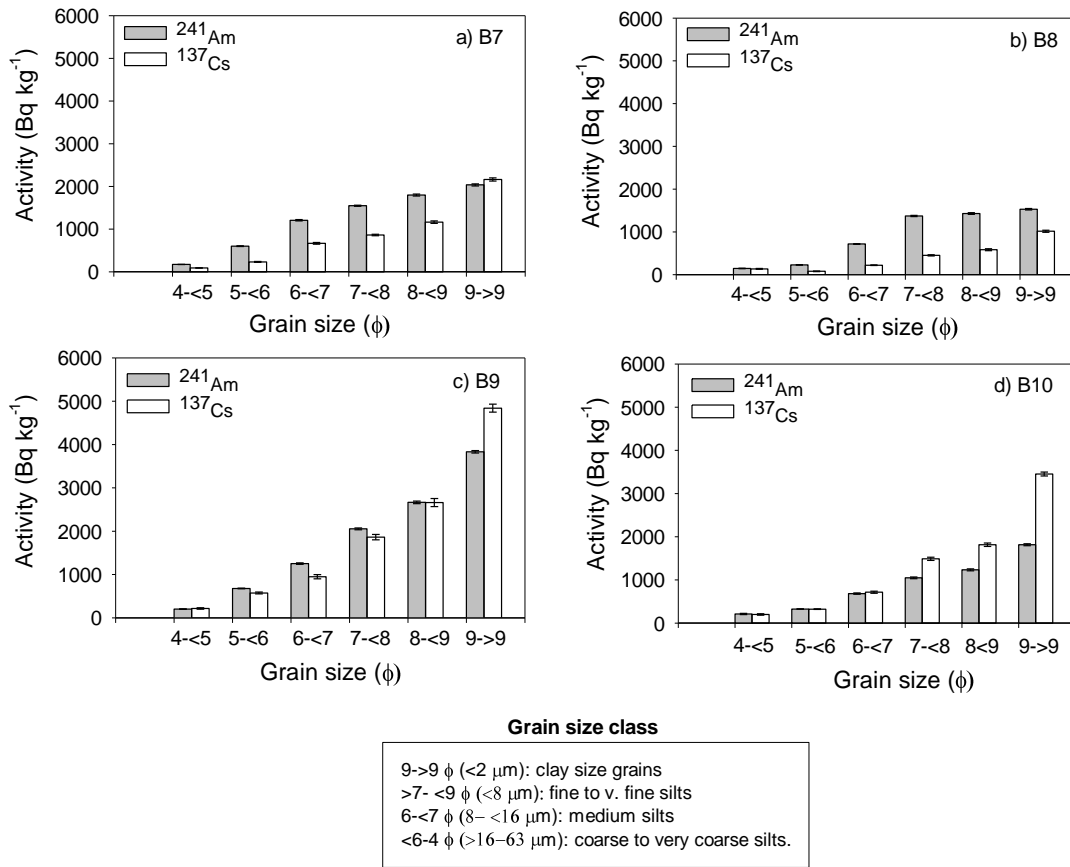 a) B7
²⁴¹Am
¹³⁷Cs
6000
5000
4000
3000
2000
1000
0
Activity (Bq kg⁻¹)
4-<5 5-<6 6-<7 7-<8 8-<9 9->9
Grain size (ϕ)
b) B8
²⁴¹Am
¹³⁷Cs
6000
5000
4000
3000
2000
1000
0
Activity (Bq kg⁻¹)
4-<5 5-<6 6-<7 7-<8 8-<9 9->9
Grain size (ϕ)
c) B9
²⁴¹Am
¹³⁷Cs
6000
5000
4000
3000
2000
1000
0
Activity (Bq kg⁻¹)
4-<5 5-<6 6-<7 7-<8 8-<9 9->9
Grain size (ϕ)
d) B10
²⁴¹Am
¹³⁷Cs
6000
5000
4000
3000
2000
1000
0
Activity (Bq kg⁻¹)
4-<5 5-<6 6-<7 7-<8 8<9 9->9
Grain size (ϕ)
Grain size class
9->9 ϕ (<2 μm): clay size grains
>7- <9 ϕ (<8 μm): fine to v. fine silts
6-<7 ϕ (8– <16 μm): medium silts
<6-4 ϕ (>16–63 μm): coarse to very coarse silts.